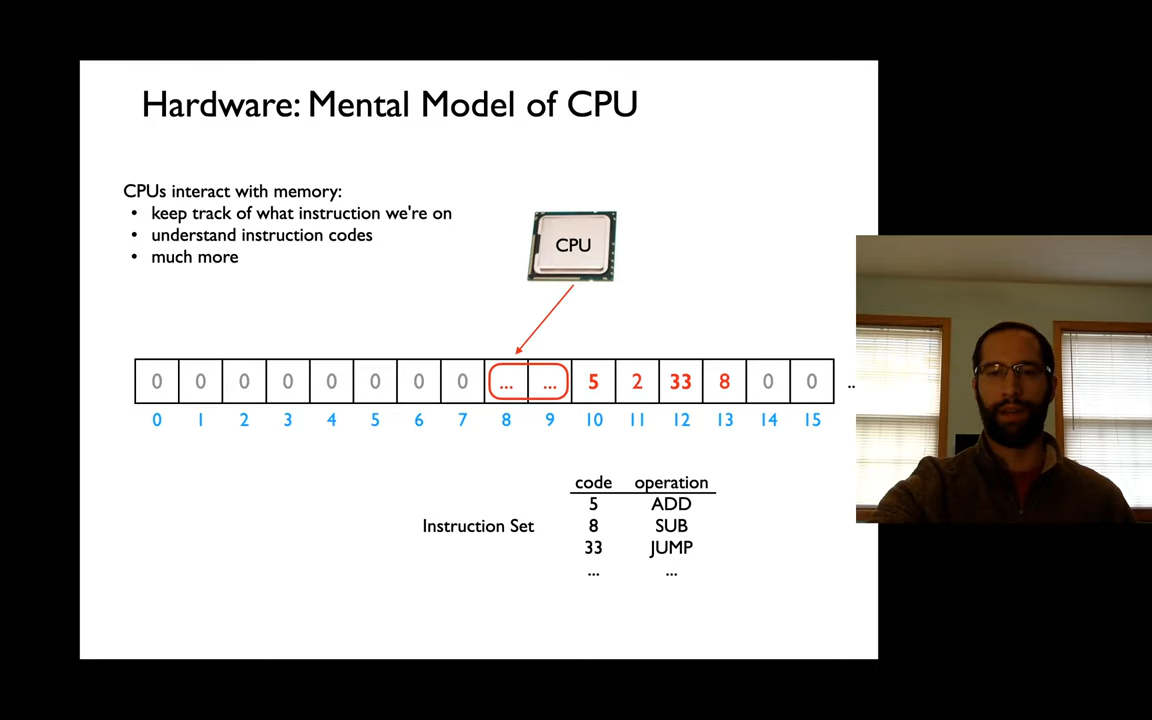 Hardware: Mental Model of CPU
CPUs interact with memory:
• keep track of what instruction we're on
• understand instruction codes
• much more
CPU
0 0 0 0 0 0 0 0 ... ... 5 2 33 8 0 0 ..
0 1 2 3 4 5 6 7 8 9 10 11 12 13 14 15
code operation
5 ADD
Instruction Set 8 SUB
33 JUMP
... ...